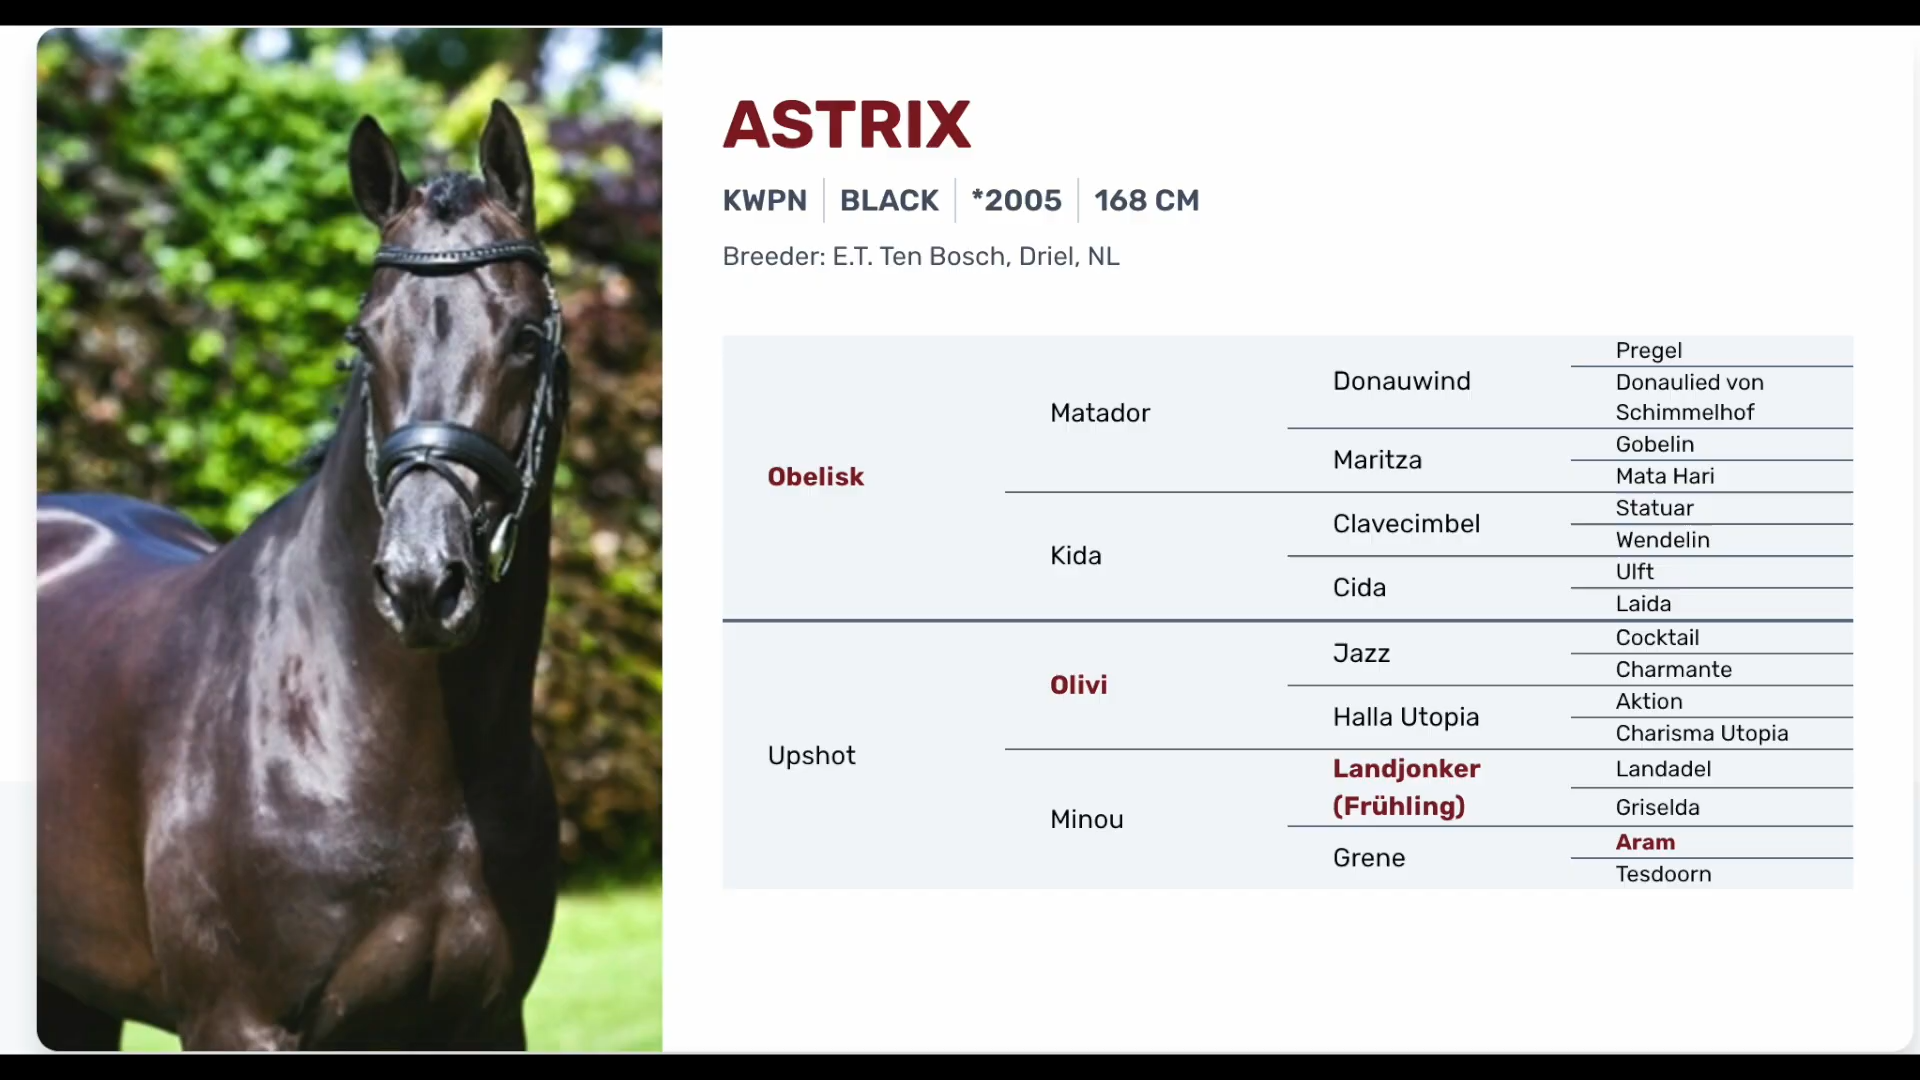 ASTRIX
KWPN | BLACK | *2005 | 168 CM
Breeder: E.T. Ten Bosch, Driel, NL
Obelisk
Matador
Donauwind
Pregel
Donaulied von
Schimmelhof
Maritza
Gobelin
Mata Hari
Kida
Clavecimbel
Statuar
Wendelin
Cida
Ulft
Laida
Upshot
Olivi
Jazz
Cocktail
Charmante
Halla Utopia
Aktion
Charisma Utopia
Minou
Landjonker
(Frühling)
Landadel
Griselda
Grene
Aram
Tesdoorn